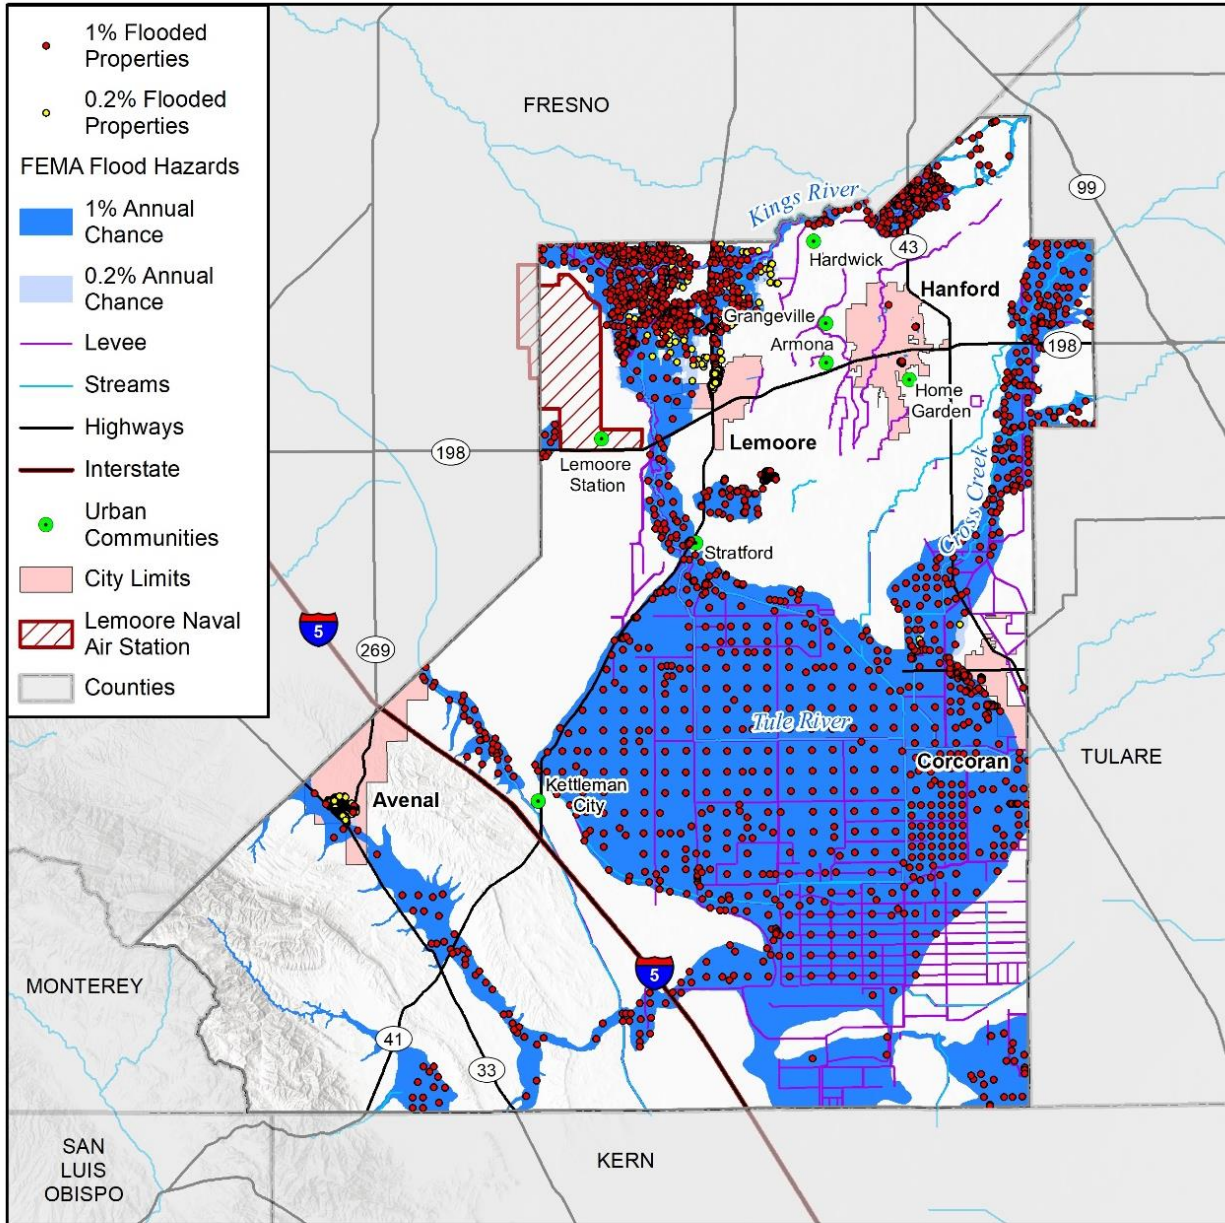 1% Flooded
Properties
0.2% Flooded
Properties
FEMA Flood Hazards
1% Annual
Chance
0.2% Annual
Chance
Levee
Streams
Highways
Interstate
Urban
Communities
City Limits
Lemoore Naval
Air Station
Counties
FRESNO
99
Kings River
43
Hardwick
Hanford
Grangeville
Armona
198
Home
Garden
Lemoore
198
Lemoore
Station
Cross Creek
Stratford
5
269
Tule River
TULARE
Corcoran
Kettleman
City
Avenal
5
MONTEREY
41
33
SAN
LUIS
OBISPO
KERN